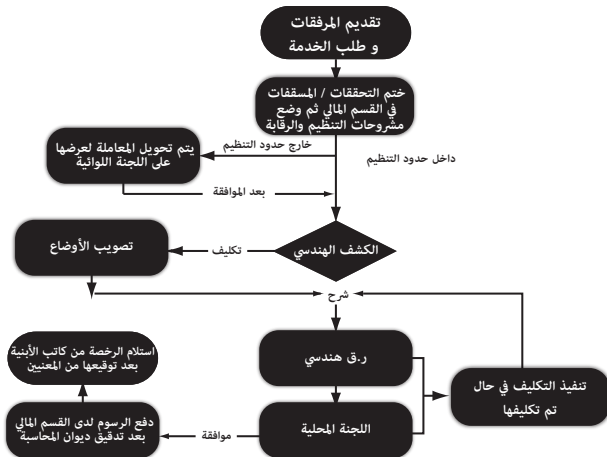 تقديم المرفقات
و طلب الخدمة
ختم التحققات / المسقفات
في القسم المالي ثم وضع
مشروحات التنظيم والرقابة
خارج حدود التنظيم
داخل حدود التنظيم
يتم تحويل المعاملة لعرضها
على اللجنة اللوائية
بعد الموافقة
الكشف الهندسي
تكليف
تصويب الأوضاع
شرح
ر.ق هندسي
تنفيذ التكليف في حال
تم تكليفها
اللجنة المحلية
موافقة
دفع الرسوم لدى القسم المالي
بعد تدقيق ديوان المحاسبة
استلام الرخصة من كاتب الأبنية
بعد توقيعها من المعنيين